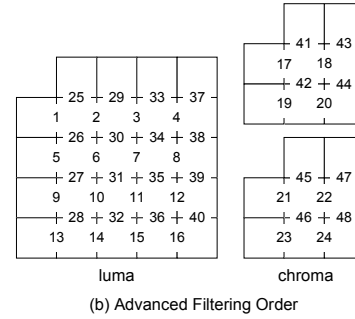 41 43
17 18
42 44
19 20
25 29 33 37
1 2 3 4
26 30 34 38
5 6 7 8
27 31 35 39
9 10 11 12
28 32 36 40
13 14 15 16
45 47
21 22
46 48
23 24
luma chroma
(b) Advanced Filtering Order